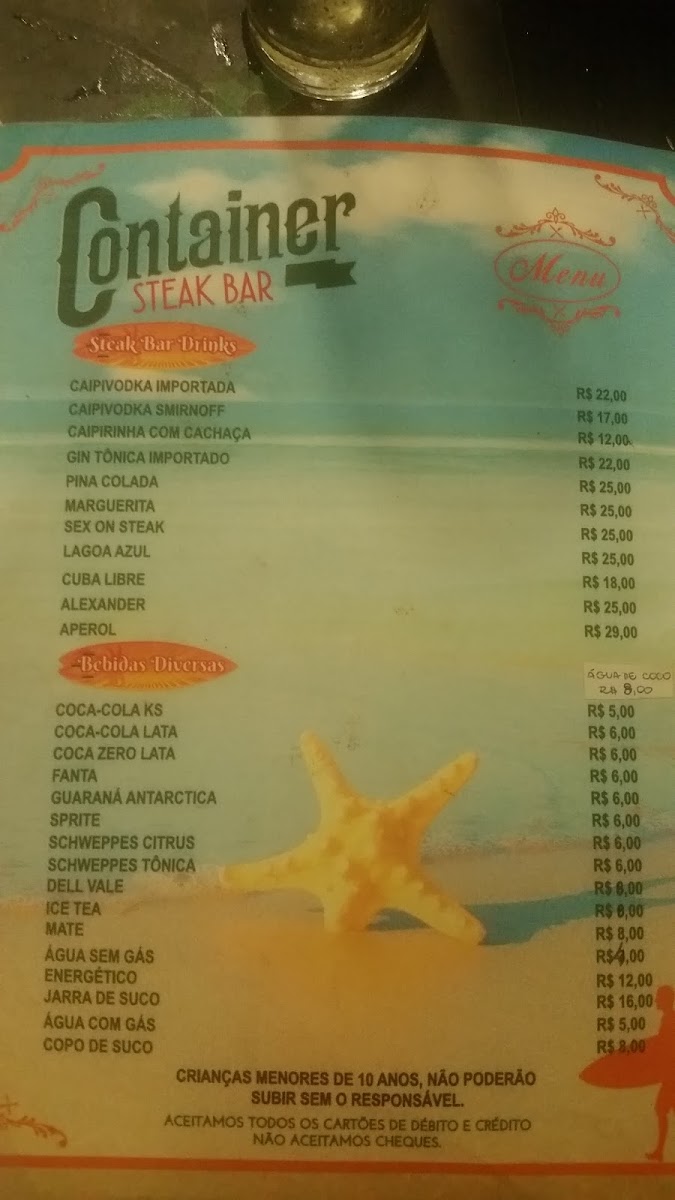 Container
STEAK BAR
Menu
Steak Bar Drinks
CAIPIVODKA IMPORTADA R$ 22,00
CAIPIVODKA SMIRNOFF R$ 17,00
CAIPIRINHA COM CACHAÇA R$ 12,00
GIN TÔNICA IMPORTADO R$ 22,00
PINA COLADA R$ 25,00
MARGUERITA R$ 25,00
SEX ON STEAK R$ 25,00
LAGOA AZUL R$ 25,00
CUBA LIBRE R$ 18,00
ALEXANDER R$ 25,00
APEROL R$ 29,00
Bebidas Diversas
ÁGUA DE COCO
R$ 8,00
COCA-COLA KS R$ 5,00
COCA-COLA LATA R$ 6,00
COCA ZERO LATA R$ 6,00
FANTA R$ 6,00
GUARANÁ ANTARCTICA R$ 6,00
SPRITE R$ 6,00
SCHWEPPES CITRUS R$ 6,00
SCHWEPPES TÔNICA R$ 6,00
DELL VALE R$
ICE TEA R$
MATE R$ 8,00
ÁGUA SEM GÁS R$4,00
ENERGÉTICO R$ 12,00
JARRA DE SUCO R$ 16,00
ÁGUA COM GÁS R$ 5,00
COPO DE SUCO R$ 8,00
CRIANÇAS MENORES DE 10 ANOS, NÃO PODERÃO
SUBIR SEM O RESPONSÁVEL.
ACEITAMOS TODOS OS CARTÕES DE DÉBITO E CRÉDITO
NÃO ACEITAMOS CHEQUES.